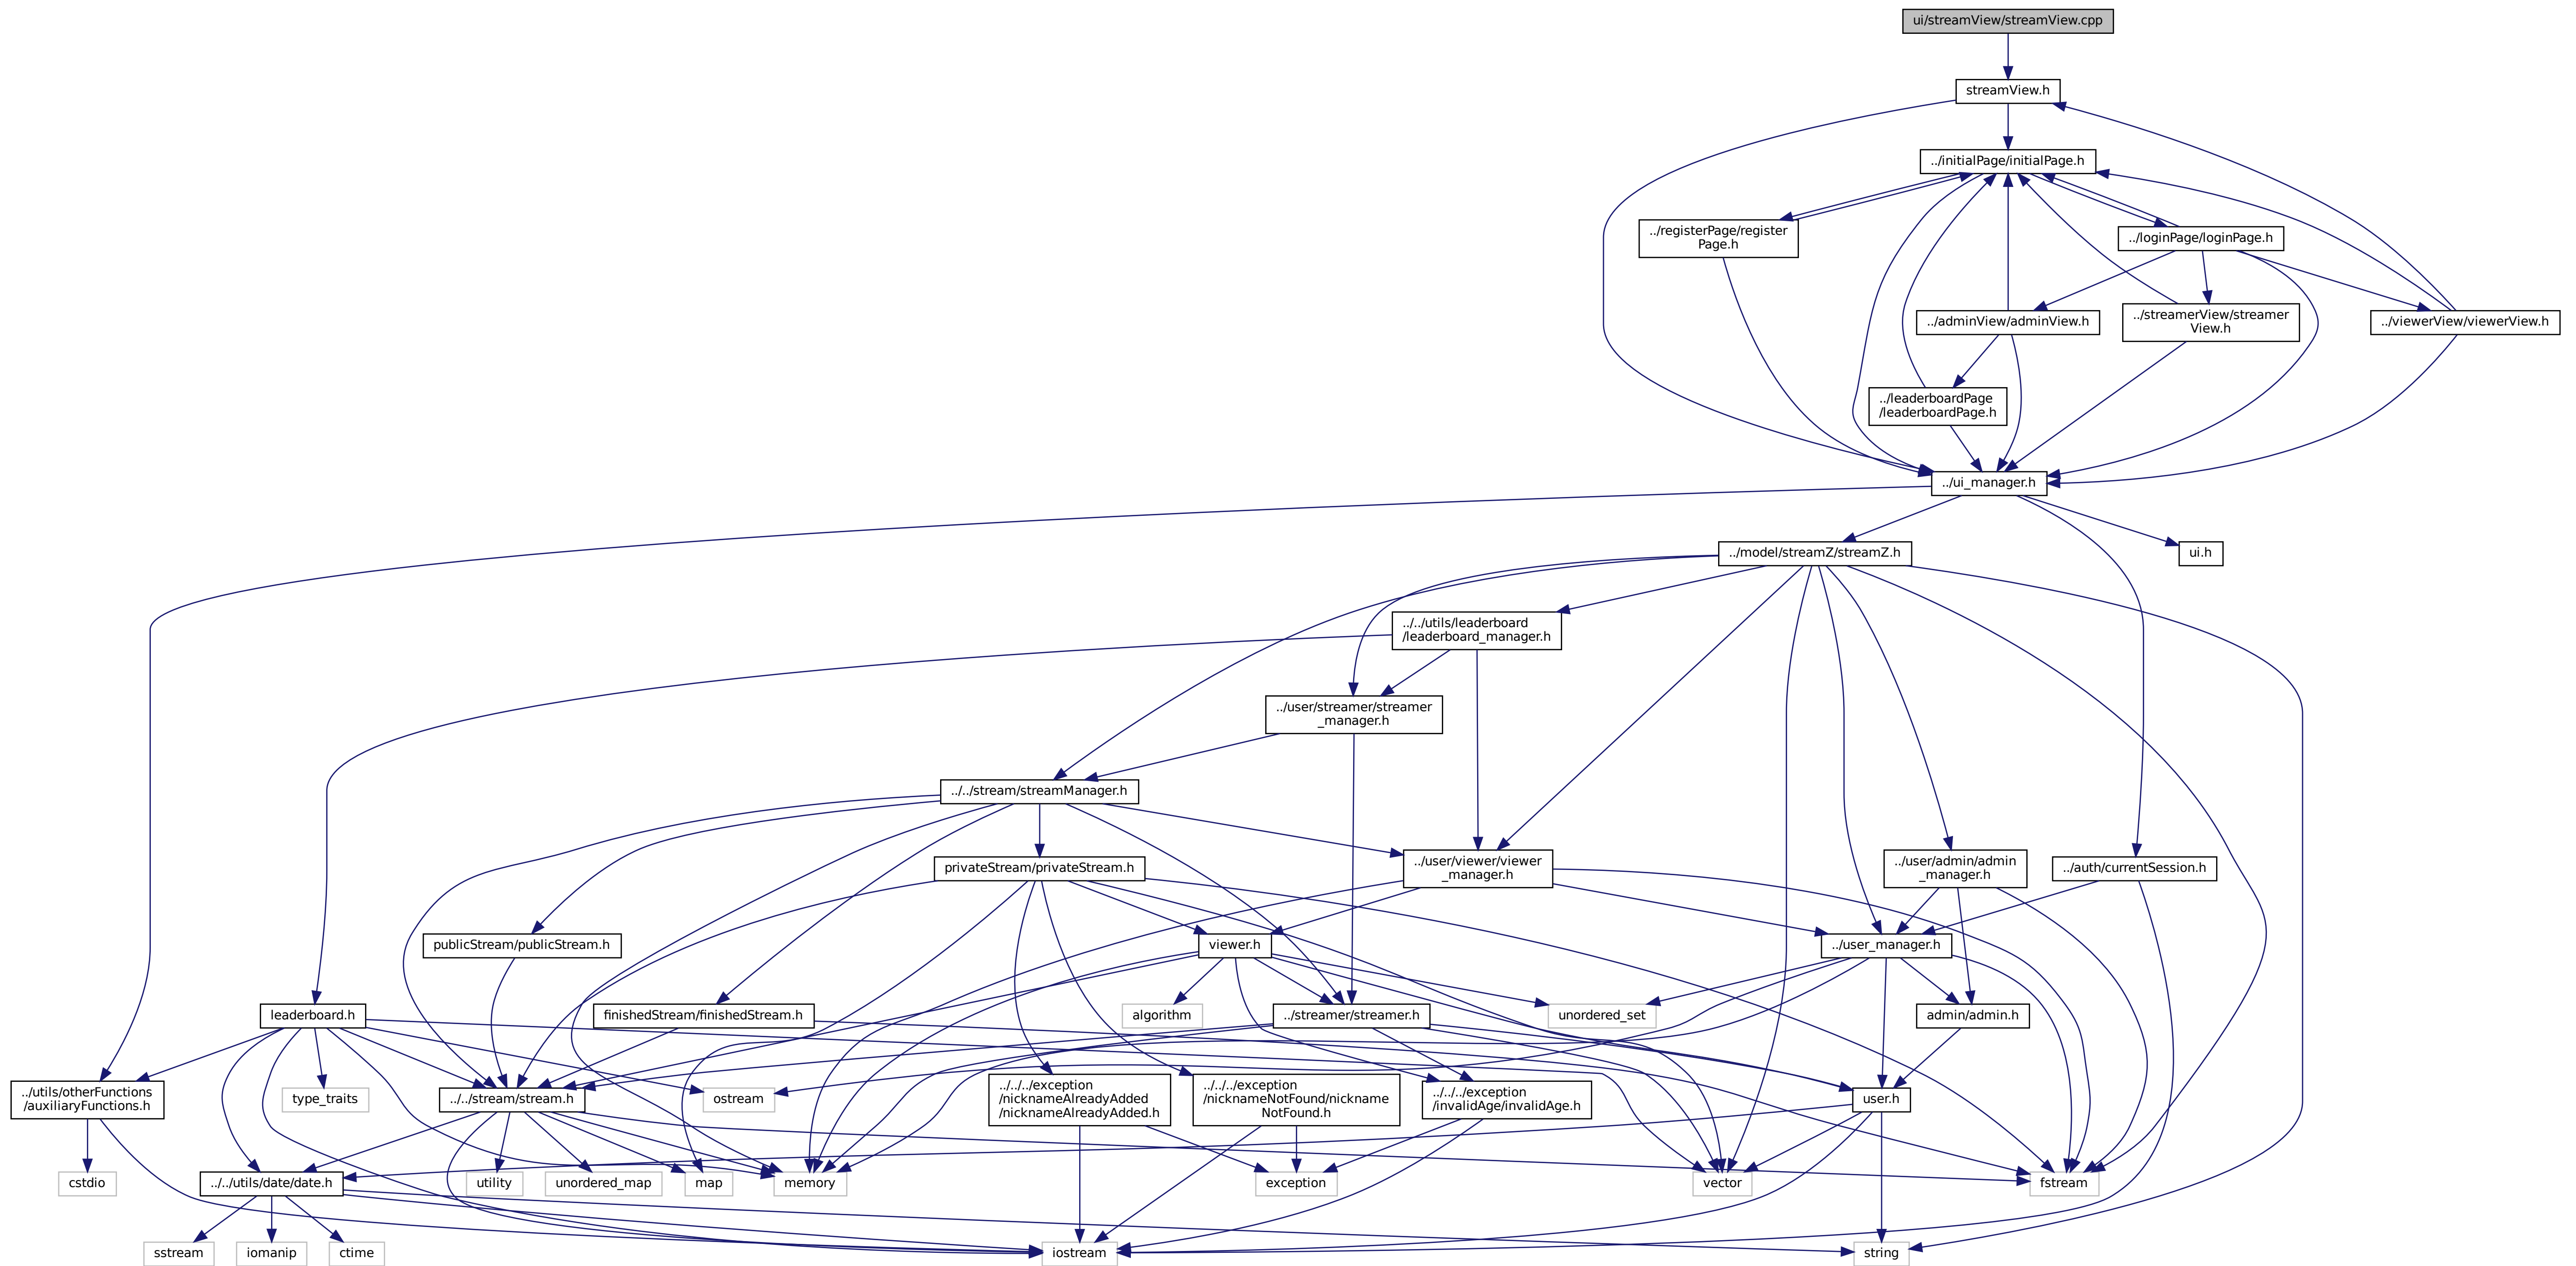 ui/streamView/streamView.cpp
streamView.h
../initialPage/initialPage.h
../registerPage/register
Page.h
../loginPage/loginPage.h
../adminView/adminView.h
../streamerView/streamer
View.h
../viewerView/viewerView.h
../leaderboardPage
/leaderboardPage.h
../ui_manager.h
../model/streamZ/streamZ.h
ui.h
../../utils/leaderboard
/leaderboard_manager.h
../user/streamer/streamer
_manager.h
../../stream/streamManager.h
privateStream/privateStream.h
../user/viewer/viewer
_manager.h
../user/admin/admin
_manager.h
../auth/currentSession.h
publicStream/publicStream.h
viewer.h
../user_manager.h
leaderboard.h
finishedStream/finishedStream.h
algorithm
../streamer/streamer.h
unordered_set
admin/admin.h
../utils/otherFunctions
/auxiliaryFunctions.h
type_traits
../../stream/stream.h
ostream
../../../exception
/nicknameAlreadyAdded
/nicknameAlreadyAdded.h
../../../exception
/nicknameNotFound/nickname
NotFound.h
../../../exception
/invalidAge/invalidAge.h
user.h
cstdio
../../utils/date/date.h
utility
unordered_map
map
memory
exception
vector
fstream
sstream
iomanip
ctime
iostream
string